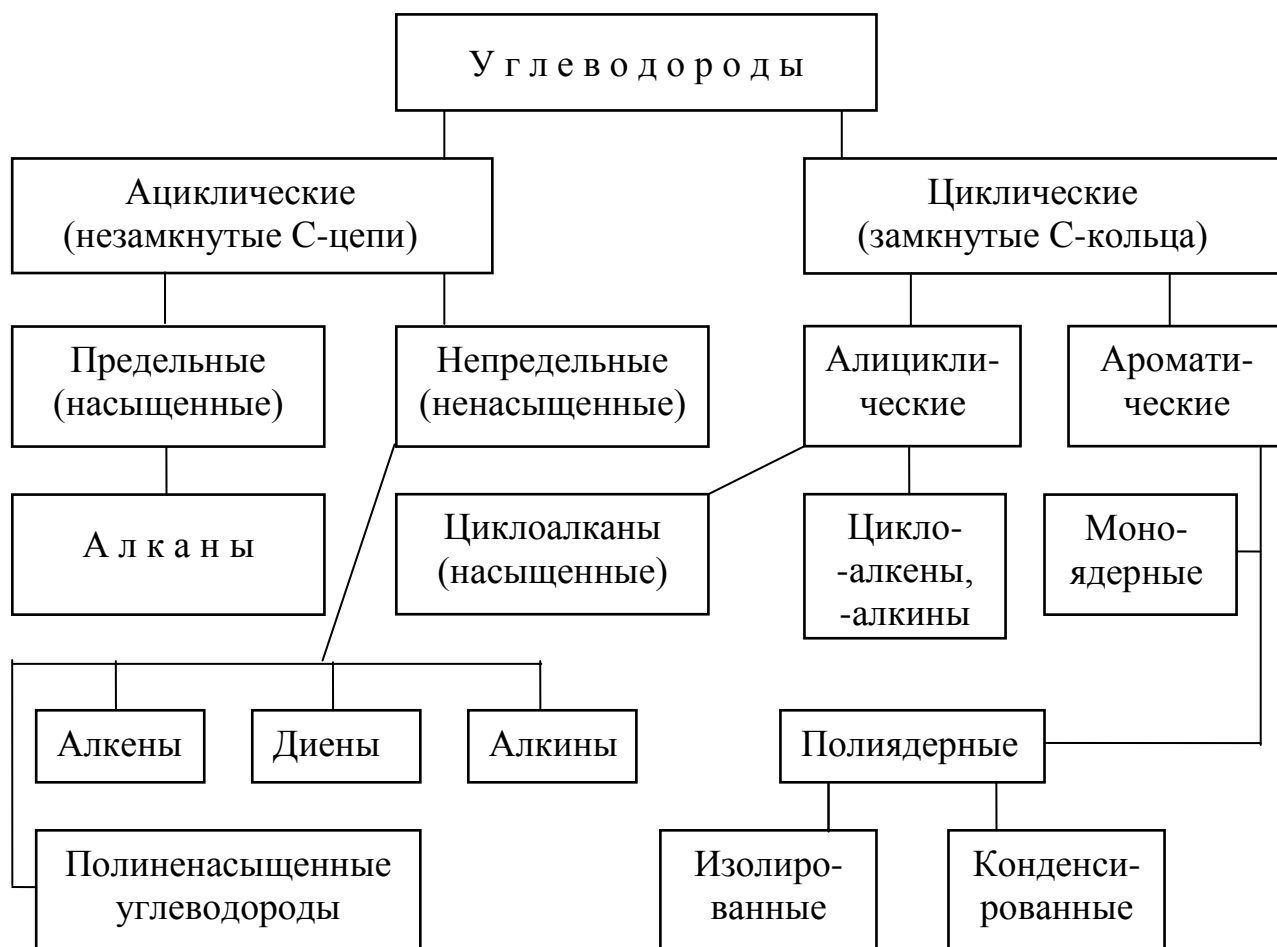 У г л е в о д о р о д ы
Ациклические
(незамкнутые С-цепи)
Циклические
(замкнутые С-кольца)
Предельные
(насыщенные)
Непредельные
(ненасыщенные)
Алицикли-
ческие
Аромати-
ческие
А л к а н ы
Циклоалканы
(насыщенные)
Цикло-
-алкены,
-алкины
Моно-
ядерные
Алкены
Диены
Алкины
Полиядерные
Полиненасыщенные
углеводороды
Изолиро-
ванные
Конденси-
рованные